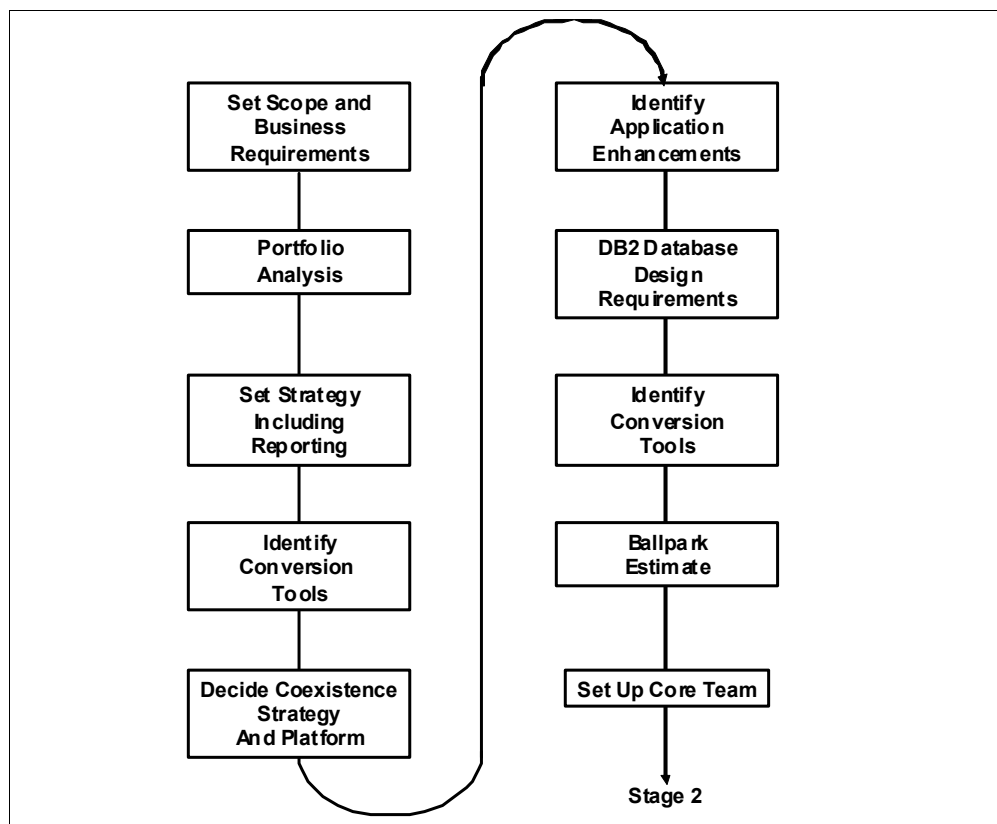 Set Scope and
Business
Requirements
Portfolio
Analysis
Set Strategy
Including
Reporting
Identify
Conversion
Tools
Decide Coexistence
Strategy
And Platform
Identify
Application
Enhancements
DB2 Database
Design
Requirements
Identify
Conversion
Tools
Ballpark
Estimate
Set Up Core Team
Stage 2